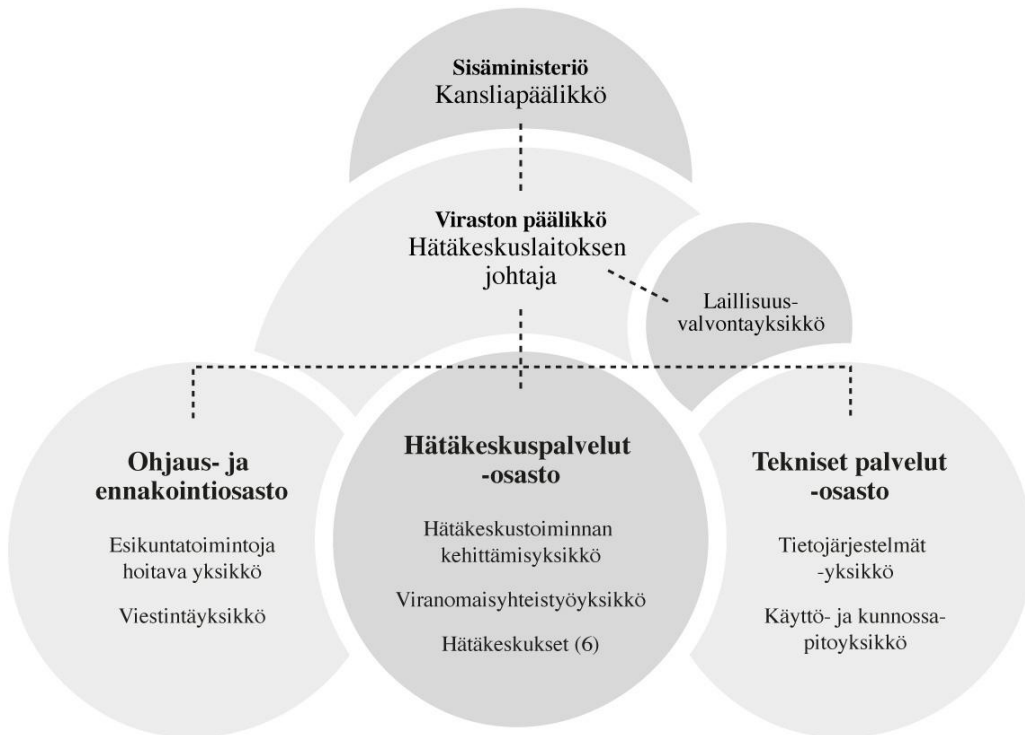 Sisäministeriö
Kansliapäälikkö
Viraston päälikkö
Hätäkeskuslaitoksen
johtaja
Laillisuus-
valvontayksikkö
Ohjaus- ja
ennakointiosasto
Esikuntatoimintoja
hoitava yksikkö
Viestintäyksikkö
Hätäkeskuspalvelut
-osasto
Hätäkeskustoiminnan
kehittämisyksikkö
Viranomaisyhteistyöyksikkö
Hätäkeskukset (6)
Tekniset palvelut
-osasto
Tietojärjestelmät
-yksikkö
Käyttö- ja kunnossa-
pitoyksikkö